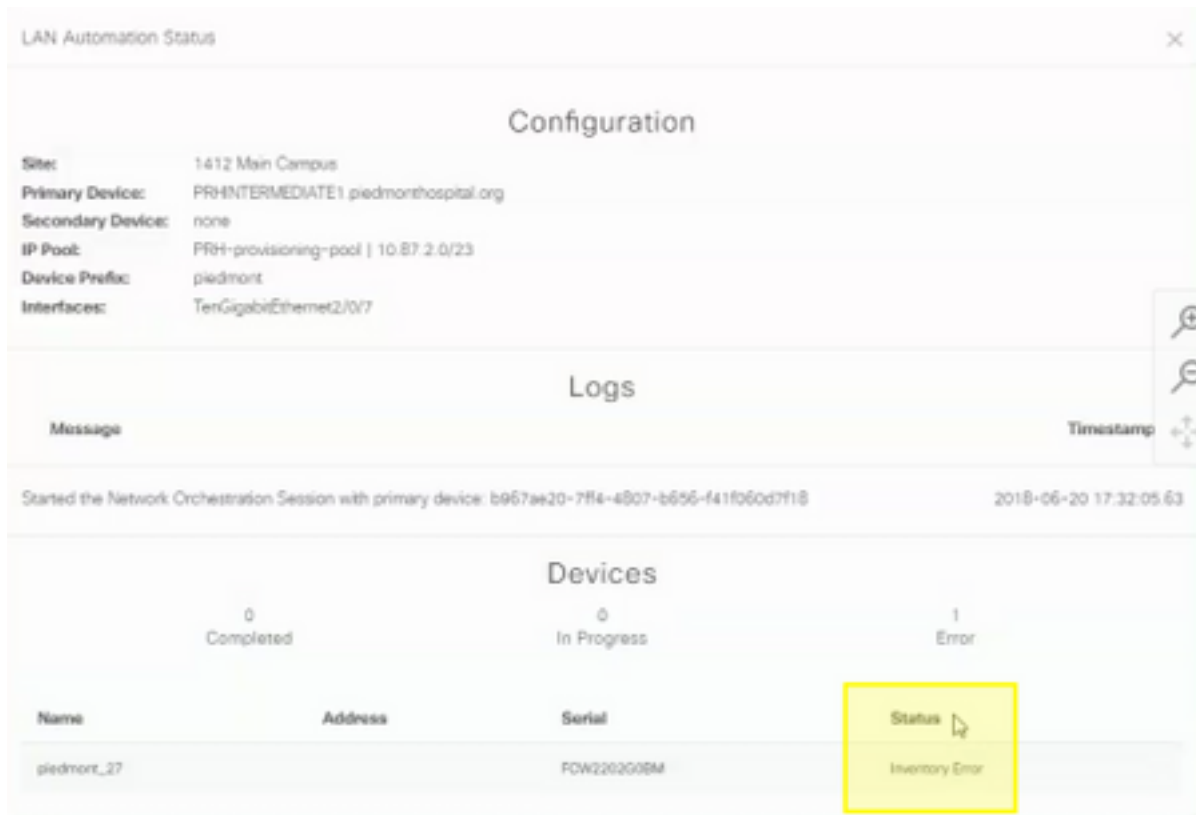 LAN Automation Status
Configuration
Site: 1412 Main Campus
Primary Device: PRHINTERMEDIATE1.piedmonthospital.org
Secondary Device: none
IP Pool: PRH-provisioning-pool | 10.87.2.0/23
Device Prefix: piedmont
Interfaces: TenGigabitEthernet2/0/7
Logs
Message Timestamp
Started the Network Orchestration Session with primary device: b967ae20-7ff4-4807-b656-f41f060d7f18 2018-06-20 17:32:05.63
Devices
0 0 1
Completed In Progress Error
Name Address Serial Status
piedmont_27 FCW2202G0BM Inventory Error